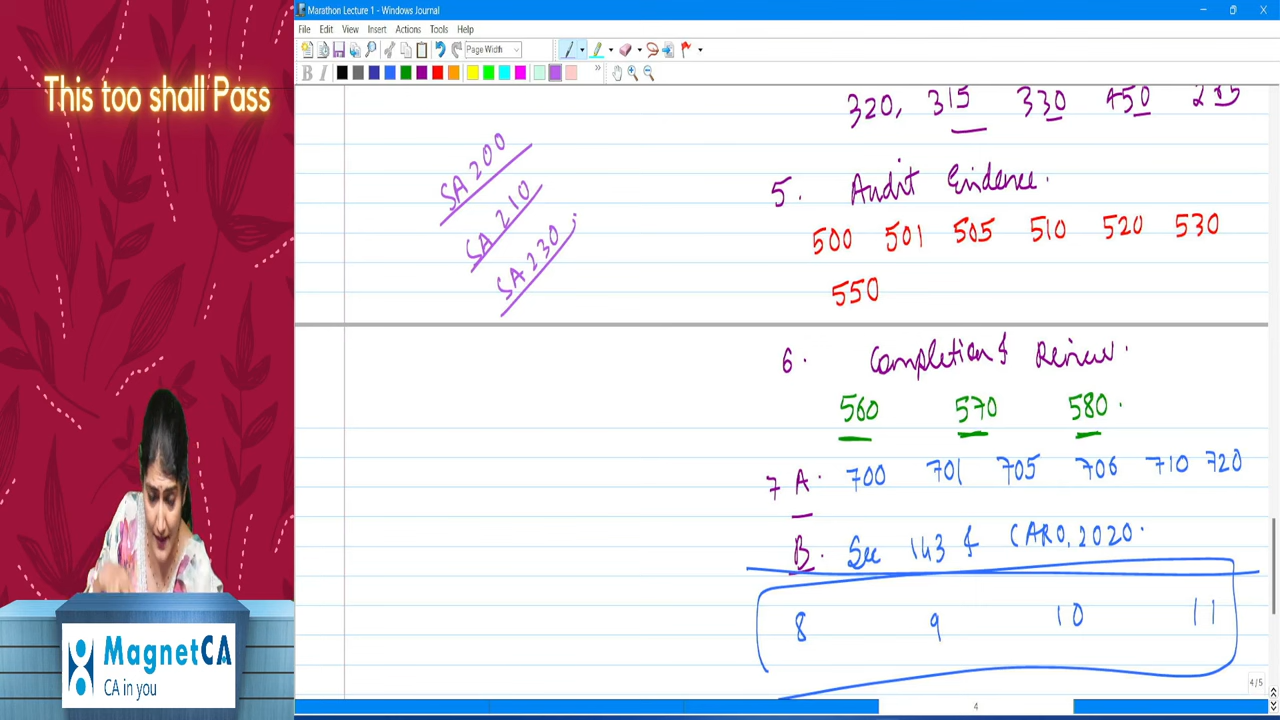 This too shall Pass
MagnetCA
CA in you
Marathon Lecture 1 - Windows Journal
File Edit View Insert Actions Tools Help
Page Width
B I
320, 315 330 450
SA 200
SA 210
SA 230
5. Audit Evidence.
500 501 505 510 520 530
550
6. Completion & Review.
560 570 580
7 A. 700 701 705 706 710 720
B. Sec 143 & CARO, 2020.
8 9 10 11
4/5
4